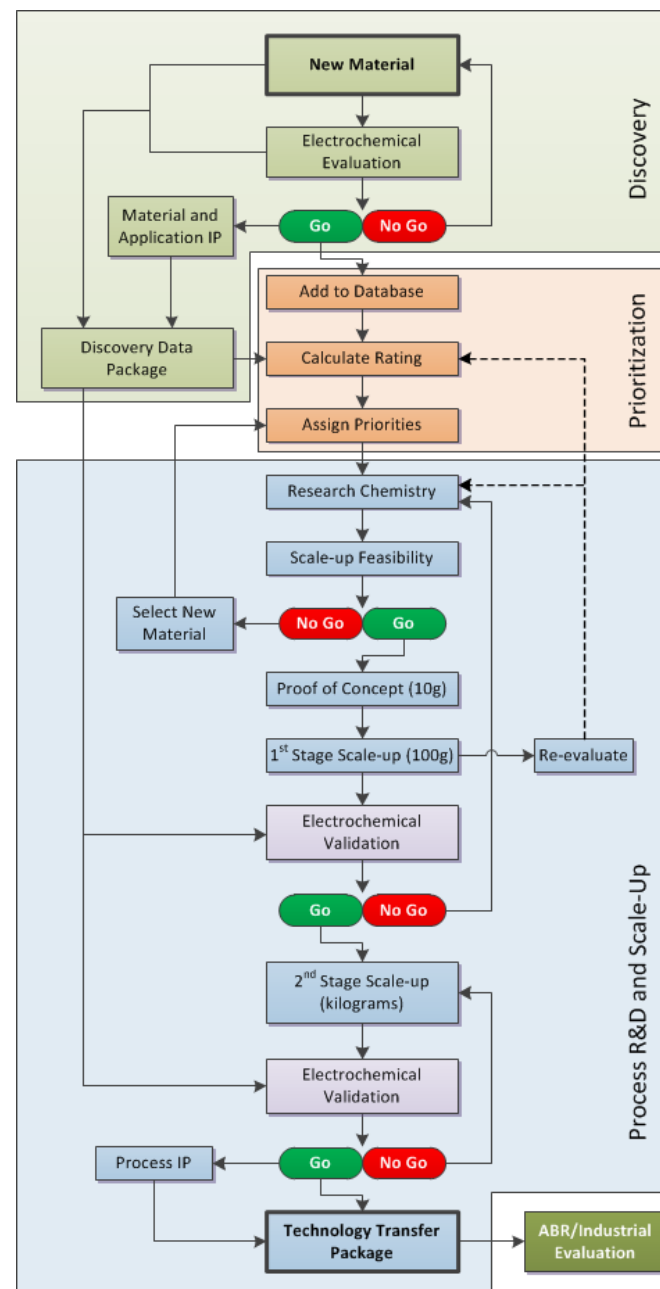 New Material
Electrochemical
Evaluation
Discovery
Go
No Go
Material and
Application IP
Add to Database
Discovery Data
Package
Calculate Rating
Prioritization
Assign Priorities
Research Chemistry
Scale-up Feasibility
Select New
Material
No Go
Go
Proof of Concept (10g)
1st Stage Scale-up (100g)
Re-evaluate
Electrochemical
Validation
Go
No Go
2nd Stage Scale-up
(kilograms)
Process R&D and Scale-Up
Electrochemical
Validation
Process IP
Go
No Go
Technology Transfer
Package
ABR/Industrial
Evaluation